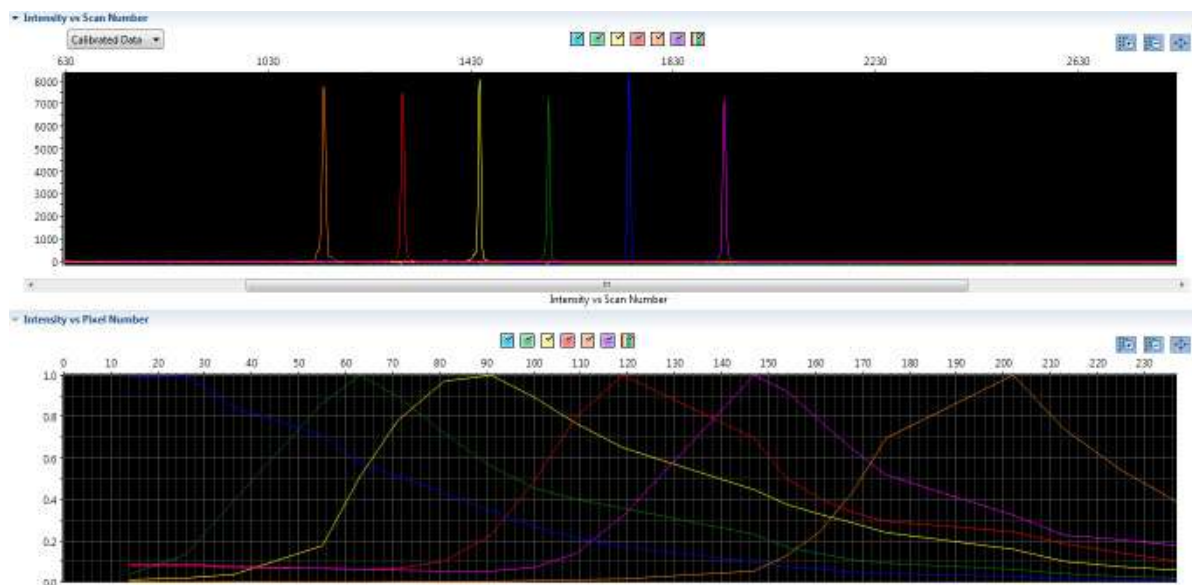 Intensity vs Scan Number
Calibrated Data
630 1030 1430 1830 2230 2630
8000
7000
6000
5000
4000
3000
2000
1000
0
Intensity vs Scan Number
Intensity vs Pixel Number
0 10 20 30 40 50 60 70 80 90 100 110 120 130 140 150 160 170 180 190 200 210 220 230
1.0
0.8
0.6
0.4
0.2
0.0